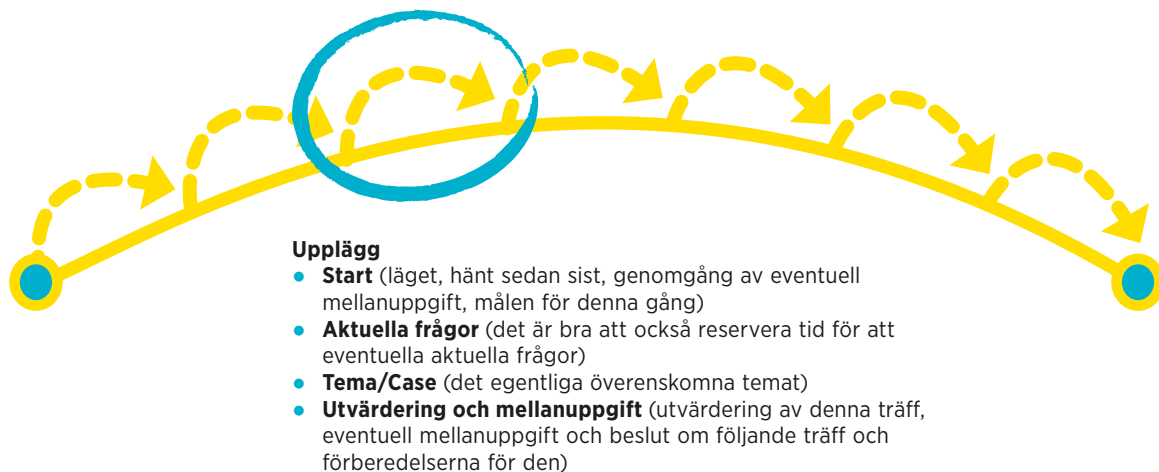 Upplägg
• Start (läget, hänt sedan sist, genomgång av eventuell
mellanuppgift, målen för denna gång)
• Aktuella frågor (det är bra att också reservera tid för att
eventuella aktuella frågor)
• Tema/Case (det egentliga överenskomna temat)
• Utvärdering och mellanuppgift (utvärdering av denna träff,
eventuell mellanuppgift och beslut om följande träff och
förberedelserna för den)